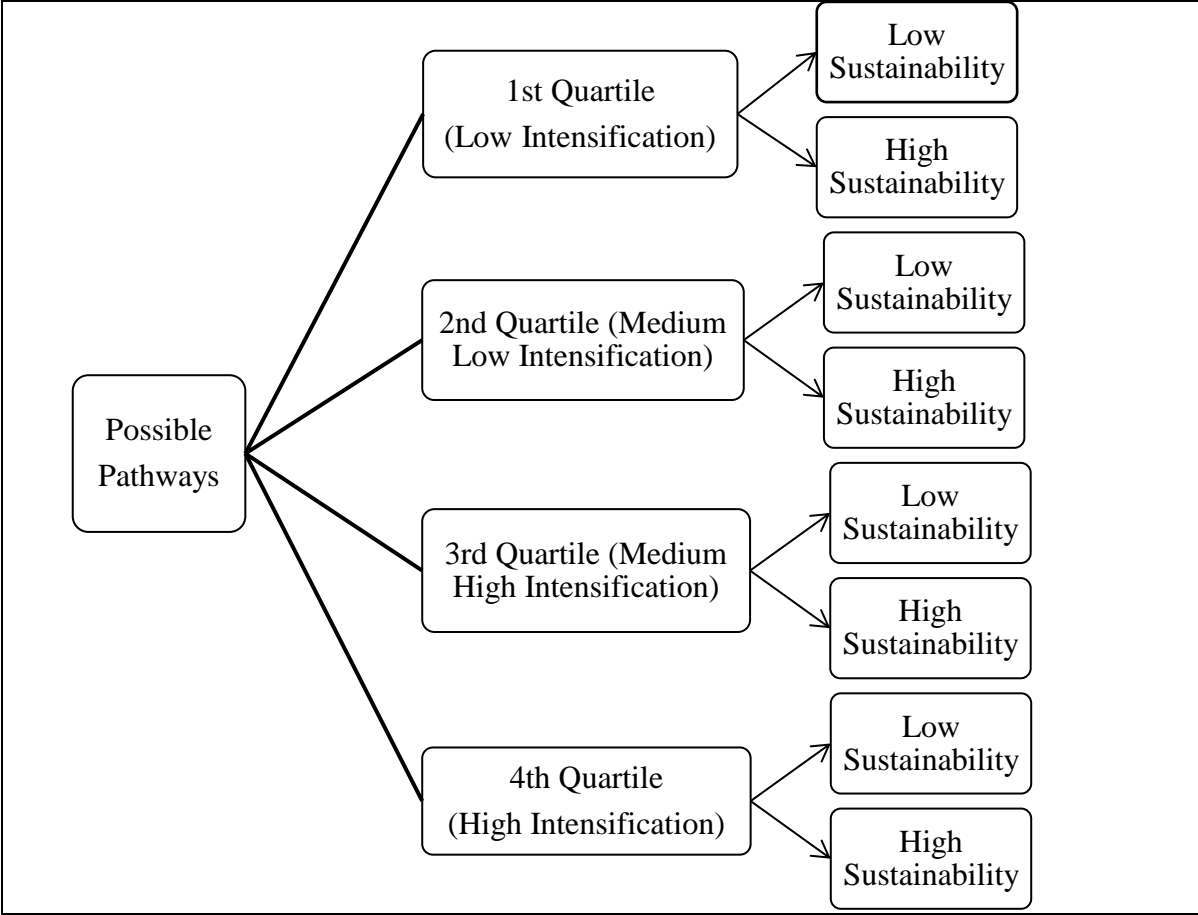 Possible
Pathways
1st Quartile
(Low Intensification)
Low
Sustainability
High
Sustainability
2nd Quartile (Medium
Low Intensification)
Low
Sustainability
High
Sustainability
3rd Quartile (Medium
High Intensification)
Low
Sustainability
High
Sustainability
4th Quartile
(High Intensification)
Low
Sustainability
High
Sustainability